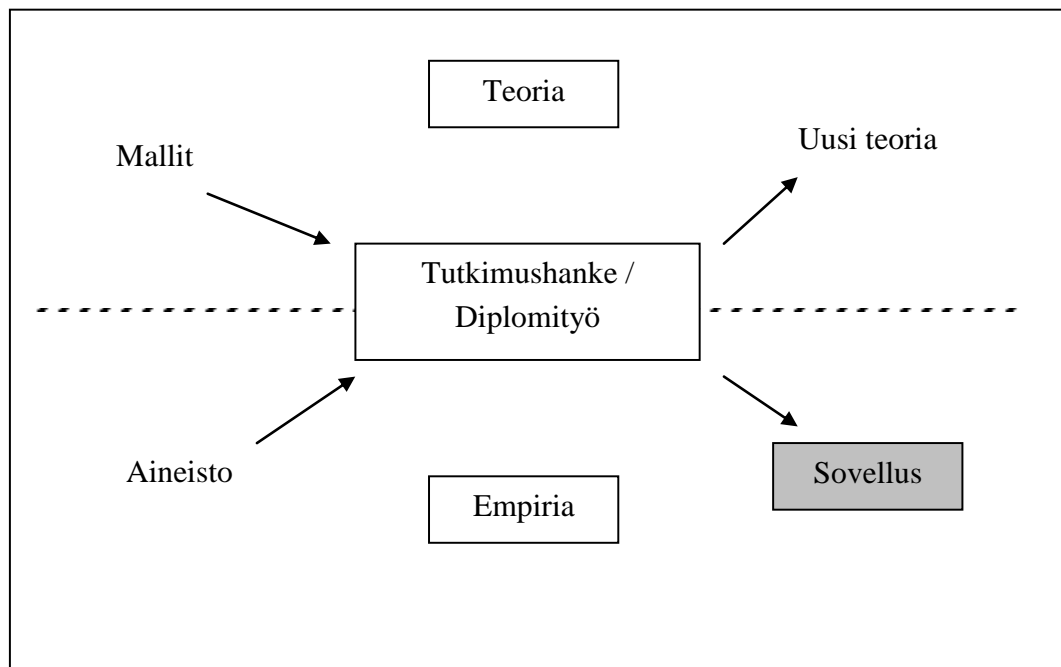 Teoria
Mallit
Uusi teoria
Tutkimushanke /
Diplomityö
Aineisto
Empiria
Sovellus